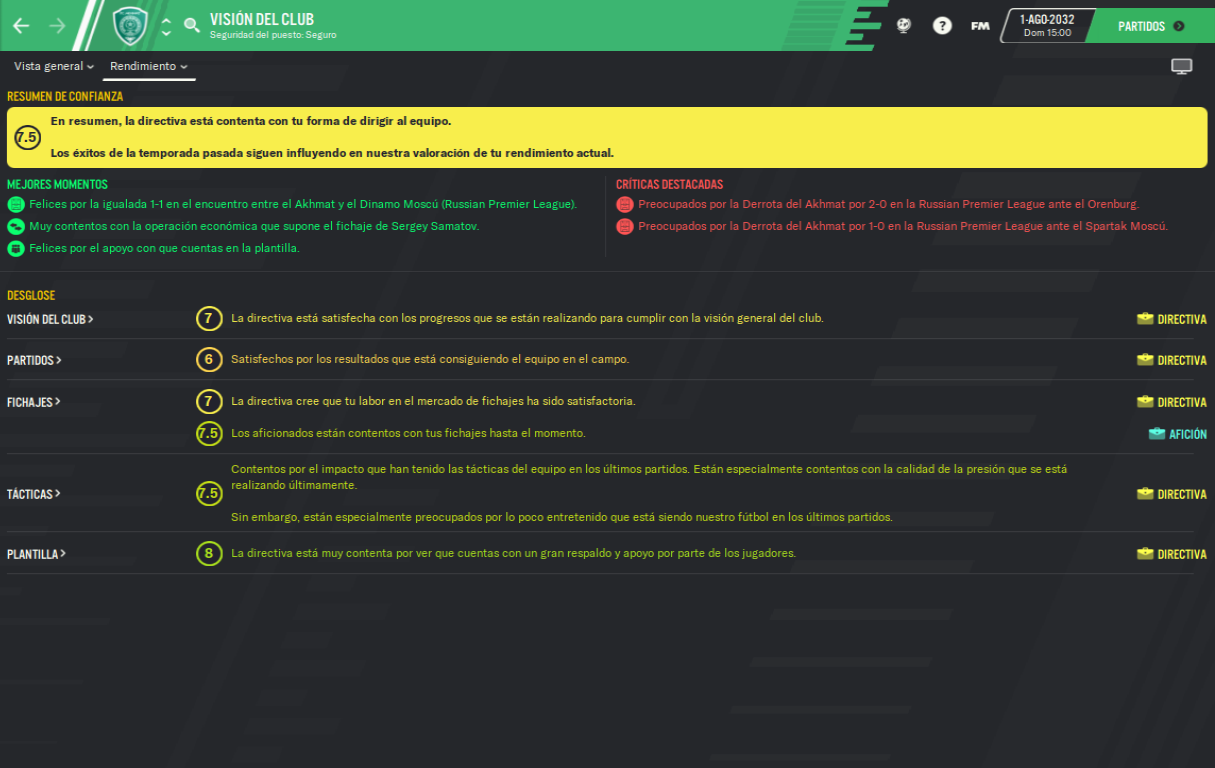 VISIÓN DEL CLUB
Seguridad del puesto: Seguro
?
FM
1-AGO-2032
Dom 15:00
PARTIDOS
Vista general
Rendimiento
RESUMEN DE CONFIANZA
7.5
En resumen, la directiva está contenta con tu forma de dirigir al equipo.
Los éxitos de la temporada pasada siguen influyendo en nuestra valoración de tu rendimiento actual.
MEJORES MOMENTOS
Felices por la igualada 1-1 en el encuentro entre el Akhmat y el Dinamo Moscú (Russian Premier League).
Muy contentos con la operación económica que supone el fichaje de Sergey Samatov.
Felices por el apoyo con que cuentas en la plantilla.
CRÍTICAS DESTACADAS
Preocupados por la Derrota del Akhmat por 2-0 en la Russian Premier League ante el Orenburg.
Preocupados por la Derrota del Akhmat por 1-0 en la Russian Premier League ante el Spartak Moscú.
DESGLOSE
VISIÓN DEL CLUB > 7 La directiva está satisfecha con los progresos que se están realizando para cumplir con la visión general del club. DIRECTIVA
PARTIDOS > 6 Satisfechos por los resultados que está consiguiendo el equipo en el campo. DIRECTIVA
FICHAJES > 7 La directiva cree que tu labor en el mercado de fichajes ha sido satisfactoria. DIRECTIVA
7.5 Los aficionados están contentos con tus fichajes hasta el momento. AFICIÓN
Contentos por el impacto que han tenido las tácticas del equipo en los últimos partidos. Están especialmente contentos con la calidad de la presión que se está
realizando últimamente.
TÁCTICAS > 7.5 DIRECTIVA
Sin embargo, están especialmente preocupados por lo poco entretenido que está siendo nuestro fútbol en los últimos partidos.
PLANTILLA > 8 La directiva está muy contenta por ver que cuentas con un gran respaldo y apoyo por parte de los jugadores. DIRECTIVA